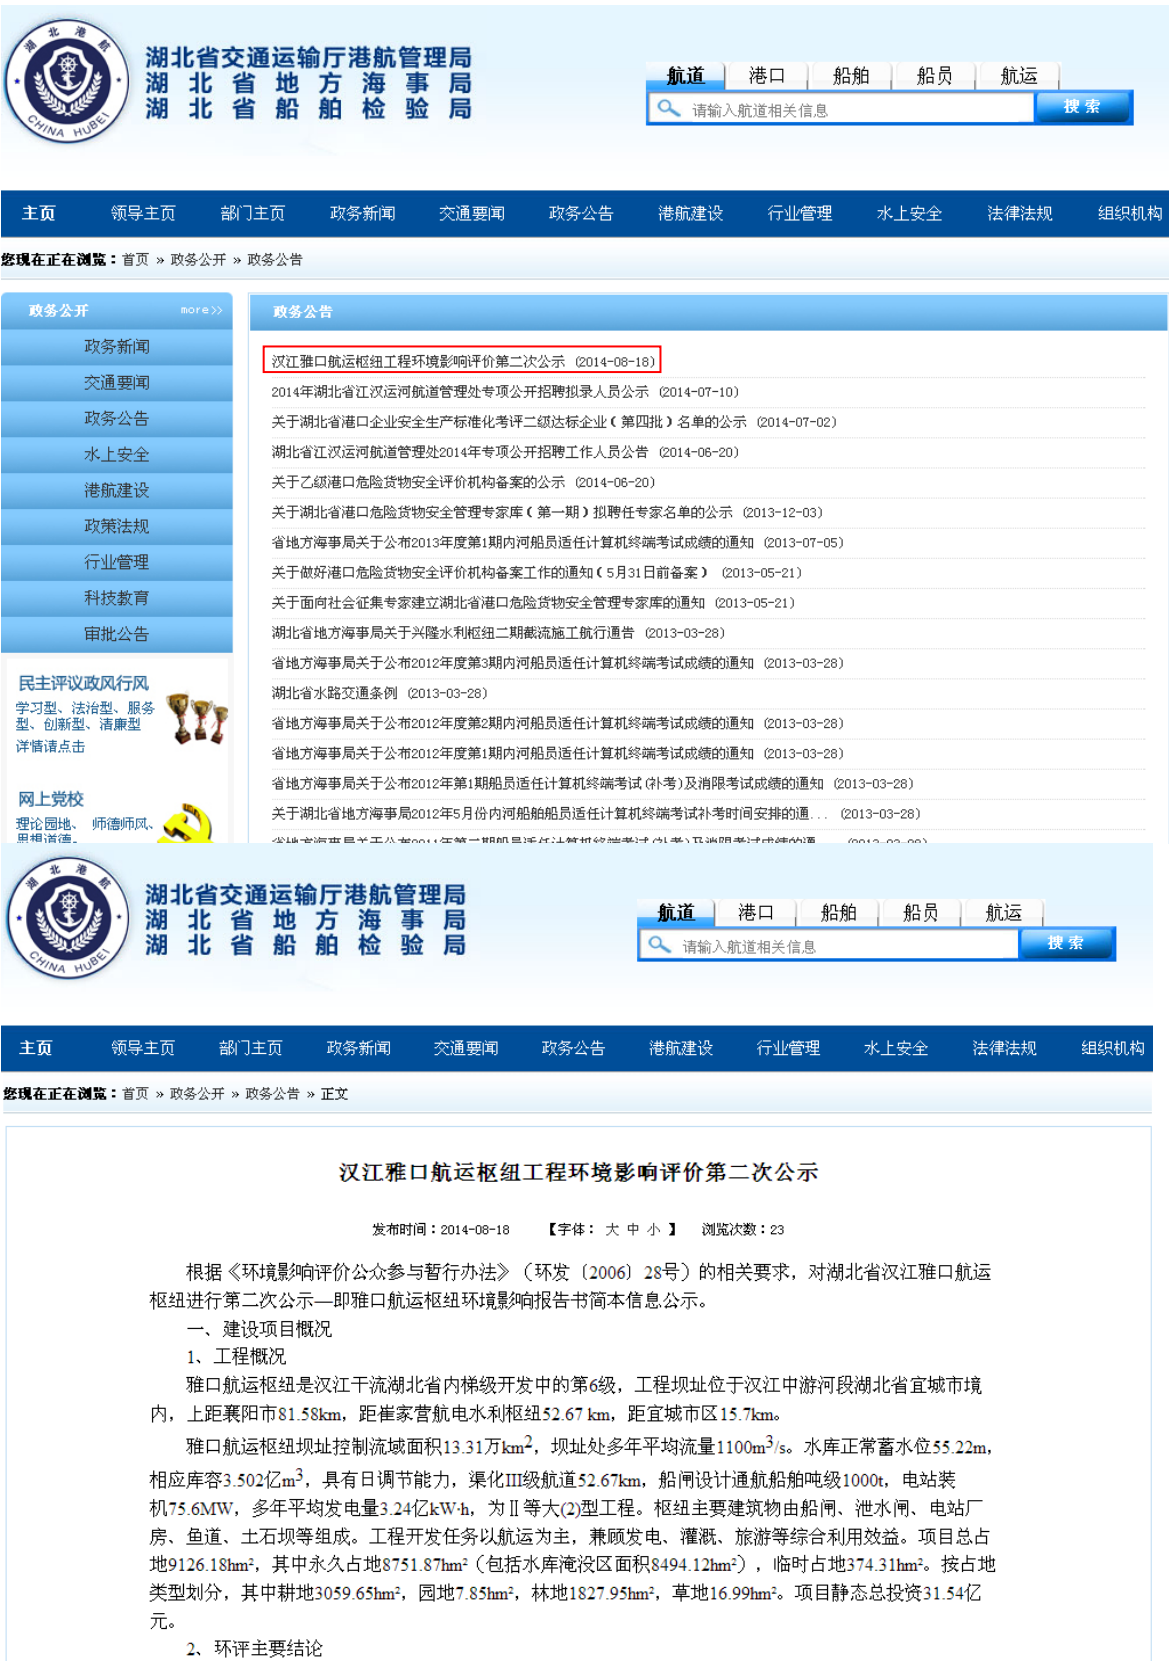 湖北港航
CHINA HUBEI
湖北省交通运输厅港航管理局
湖北省地方海事局
湖北省船舶检验局
航道 港口 船舶 船员 航运
请输入航道相关信息 搜索
主页 领导主页 部门主页 政务新闻 交通要闻 政务公告 港航建设 行业管理 水上安全 法律法规 组织机构
您现在正在浏览：首页 » 政务公开 » 政务公告
政务公开 more>>
政务新闻
交通要闻
政务公告
水上安全
港航建设
政策法规
行业管理
科技教育
审批公告
民主评议政风行风
学习型、法治型、服务
型、创新型、清廉型
详情请点击
网上党校
理论园地、 师德师风、
思想道德。
政务公告
汉江雅口航运枢纽工程环境影响评价第二次公示 (2014-08-18)
2014年湖北省江汉运河航道管理处专项公开招聘拟录人员公示 (2014-07-10)
关于湖北省港口企业安全生产标准化考评二级达标企业（第四批）名单的公示 (2014-07-02)
湖北省江汉运河航道管理处2014年专项公开招聘工作人员公告 (2014-06-20)
关于乙级港口危险货物安全评价机构备案的公示 (2014-06-20)
关于湖北省港口危险货物安全管理专家库（第一期）拟聘任专家名单的公示 (2013-12-03)
省地方海事局关于公布2013年度第1期内河船员适任计算机终端考试成绩的通知 (2013-07-05)
关于做好港口危险货物安全评价机构备案工作的通知（5月31日前备案） (2013-05-21)
关于面向社会征集专家建立湖北省港口危险货物安全管理专家库的通知 (2013-05-21)
湖北省地方海事局关于兴隆水利枢纽二期截流施工航行通告 (2013-03-28)
省地方海事局关于公布2012年度第3期内河船员适任计算机终端考试成绩的通知 (2013-03-28)
湖北省水路交通条例 (2013-03-28)
省地方海事局关于公布2012年度第2期内河船员适任计算机终端考试成绩的通知 (2013-03-28)
省地方海事局关于公布2012年度第1期内河船员适任计算机终端考试成绩的通知 (2013-03-28)
省地方海事局关于公布2012年第1期船员适任计算机终端考试(补考)及消限考试成绩的通知 (2013-03-28)
关于湖北省地方海事局2012年5月份内河船舶船员适任计算机终端考试补考时间安排的通... (2013-03-28)
省地方海事局关于公布2011年第二期船员适任计算机终端考试(补考)及消限考试成绩的通... (2013-03-28)
湖北港航
CHINA HUBEI
湖北省交通运输厅港航管理局
湖北省地方海事局
湖北省船舶检验局
航道 港口 船舶 船员 航运
请输入航道相关信息 搜索
主页 领导主页 部门主页 政务新闻 交通要闻 政务公告 港航建设 行业管理 水上安全 法律法规 组织机构
您现在正在浏览：首页 » 政务公开 » 政务公告 » 正文
汉江雅口航运枢纽工程环境影响评价第二次公示
发布时间：2014-08-18 【字体： 大 中 小 】 浏览次数：23
根据《环境影响评价公众参与暂行办法》（环发〔2006〕28号）的相关要求，对湖北省汉江雅口航运
枢纽进行第二次公示—即雅口航运枢纽环境影响报告书简本信息公示。
一、建设项目概况
1、工程概况
雅口航运枢纽是汉江干流湖北省内梯级开发中的第6级，工程坝址位于汉江中游河段湖北省宜城市境
内，上距襄阳市81.58km，距崔家营航电水利枢纽52.67 km，距宜城市区15.7km。
雅口航运枢纽坝址控制流域面积13.31万km²，坝址处多年平均流量1100m³/s。水库正常蓄水位55.22m，
相应库容3.502亿m³，具有日调节能力，渠化III级航道52.67km，船闸设计通航船舶吨级1000t，电站装
机75.6MW，多年平均发电量3.24亿kW·h，为Ⅱ等大(2)型工程。枢纽主要建筑物由船闸、泄水闸、电站厂
房、鱼道、土石坝等组成。工程开发任务以航运为主，兼顾发电、灌溉、旅游等综合利用效益。项目总占
地9126.18hm²，其中永久占地8751.87hm²（包括水库淹没区面积8494.12hm²），临时占地374.31hm²。按占地
类型划分，其中耕地3059.65hm²，园地7.85hm²，林地1827.95hm²，草地16.99hm²。项目静态总投资31.54亿
元。
2、环评主要结论